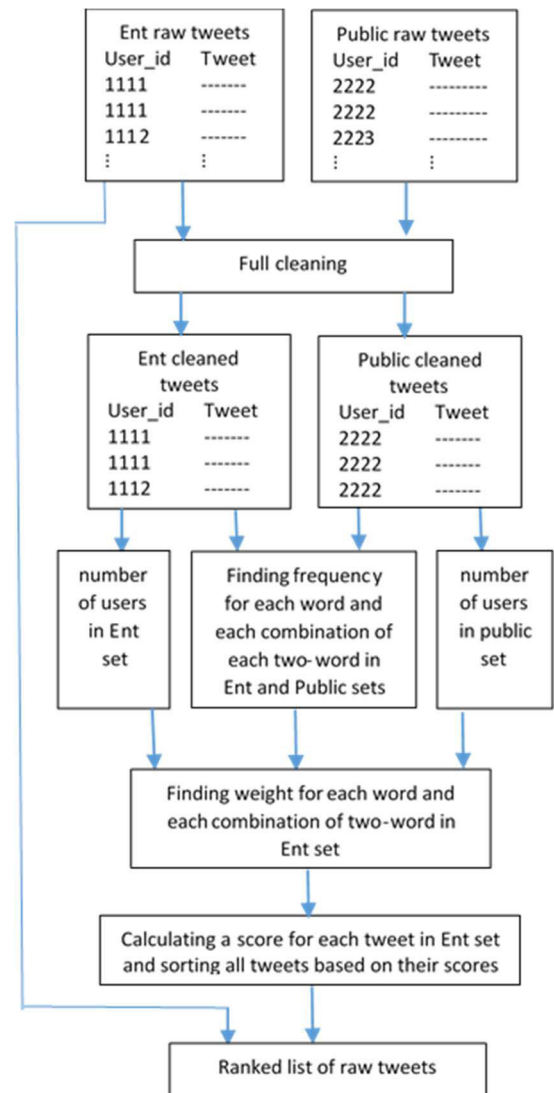 Ent raw tweets
User_id Tweet
1111 -------
1111 -------
1112 -------
⋮ ⋮
Public raw tweets
User_id Tweet
2222 ---------
2222 ---------
2223 ---------
⋮ ⋮
Full cleaning
Ent cleaned
tweets
User_id Tweet
1111 -------
1111 -------
1112 -------
Public cleaned
tweets
User_id Tweet
2222 -------
2222 -------
2222 -------
number
of users
in Ent
set
Finding frequency
for each word and
each combination of
each two-word in
Ent and Public sets
number
of users
in public
set
Finding weight for each word and
each combination of two-word in
Ent set
Calculating a score for each tweet in Ent set
and sorting all tweets based on their scores
Ranked list of raw tweets